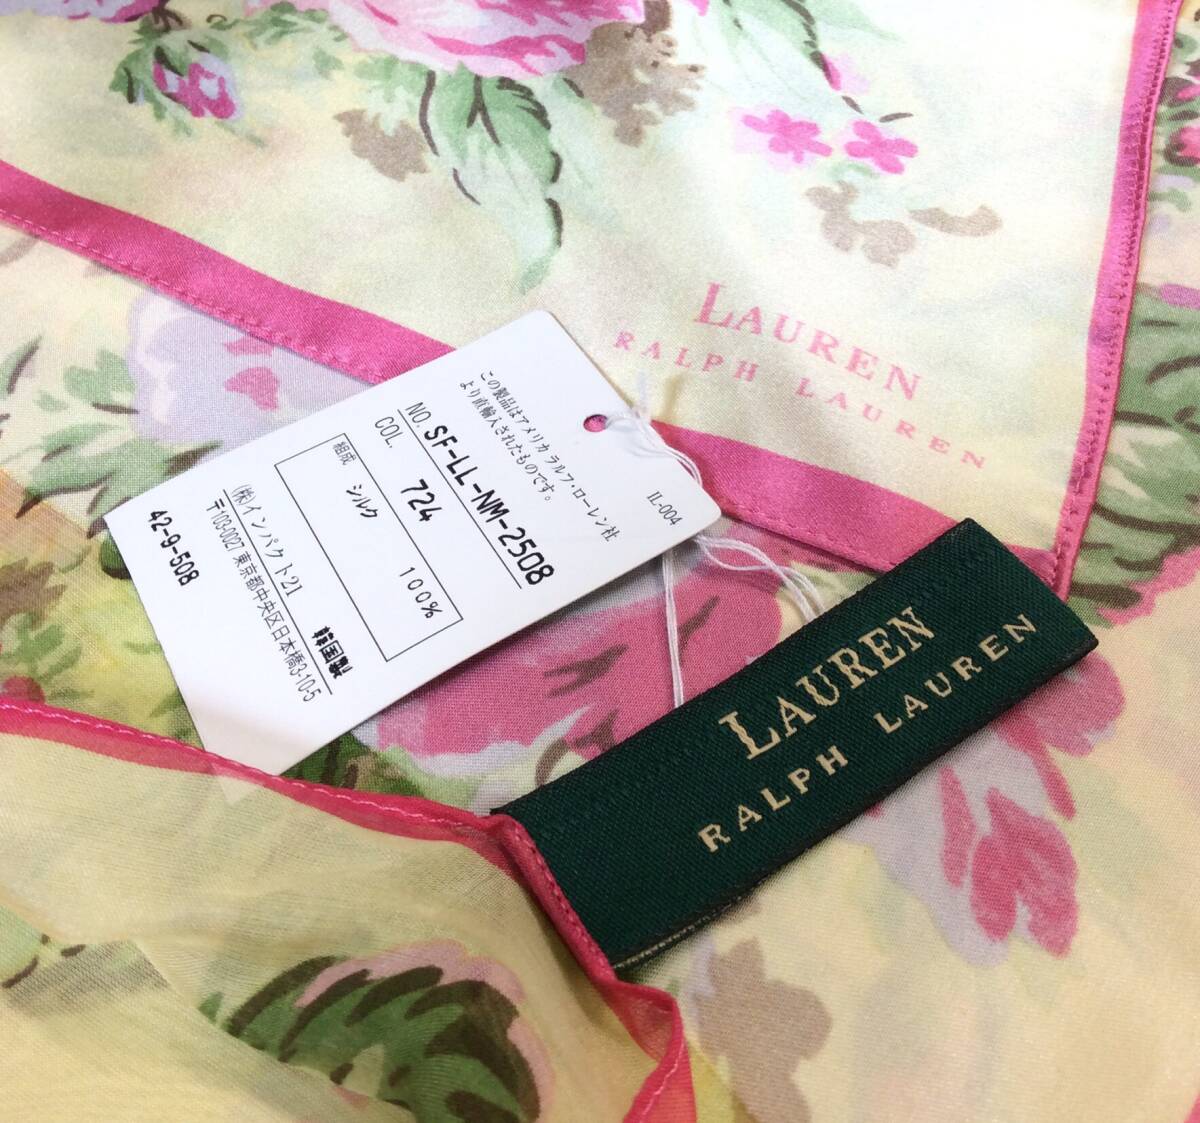 LAUREN
RALPH LAUREN
IL-004
この製品はアメリカ ラルフ・ローレン社
より直輸入されたものです。
NO. SF-LL-NM-2508
COL. 724
組成 シルク 100%
韓国製
(株)インパクト21
〒103-0027 東京都中央区日本橋3-10-5
42-9-508
LAUREN
RALPH LAUREN